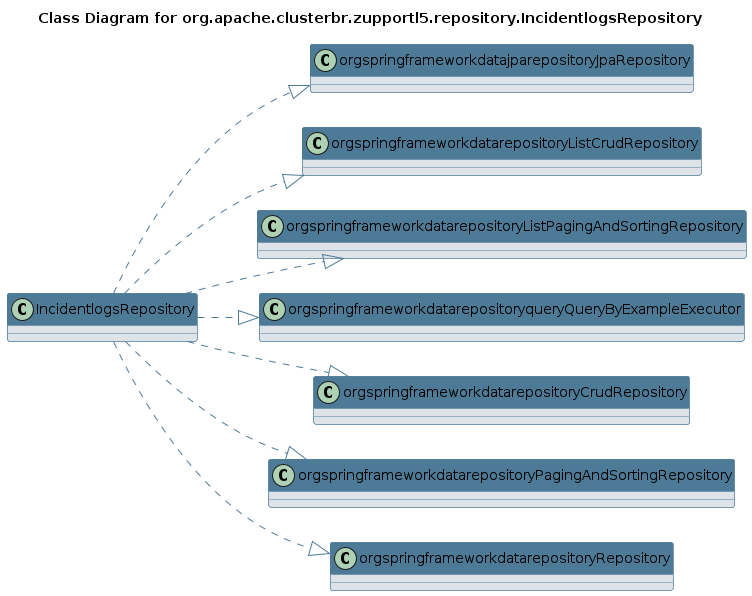 Class Diagram for org.apache.clusterbr.zupportl5.repository.IncidentlogsRepository
C orgspringframeworkdatajparepositoryJpaRepository
C orgspringframeworkdatarepositoryListCrudRepository
C orgspringframeworkdatarepositoryListPagingAndSortingRepository
C IncidentlogsRepository
C orgspringframeworkdatarepositoryqueryQueryByExampleExecutor
C orgspringframeworkdatarepositoryCrudRepository
C orgspringframeworkdatarepositoryPagingAndSortingRepository
C orgspringframeworkdatarepositoryRepository